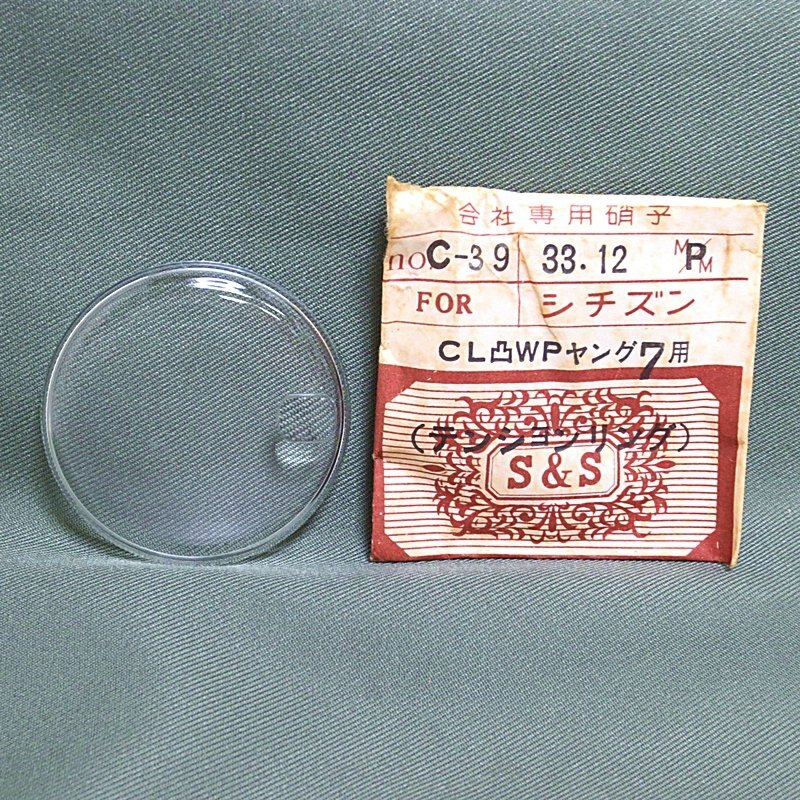 会社専用硝子
no. C-39 33.12 M/M P
FOR シチズン
CL凸WPヤング7用
(テンションリング)
S&S